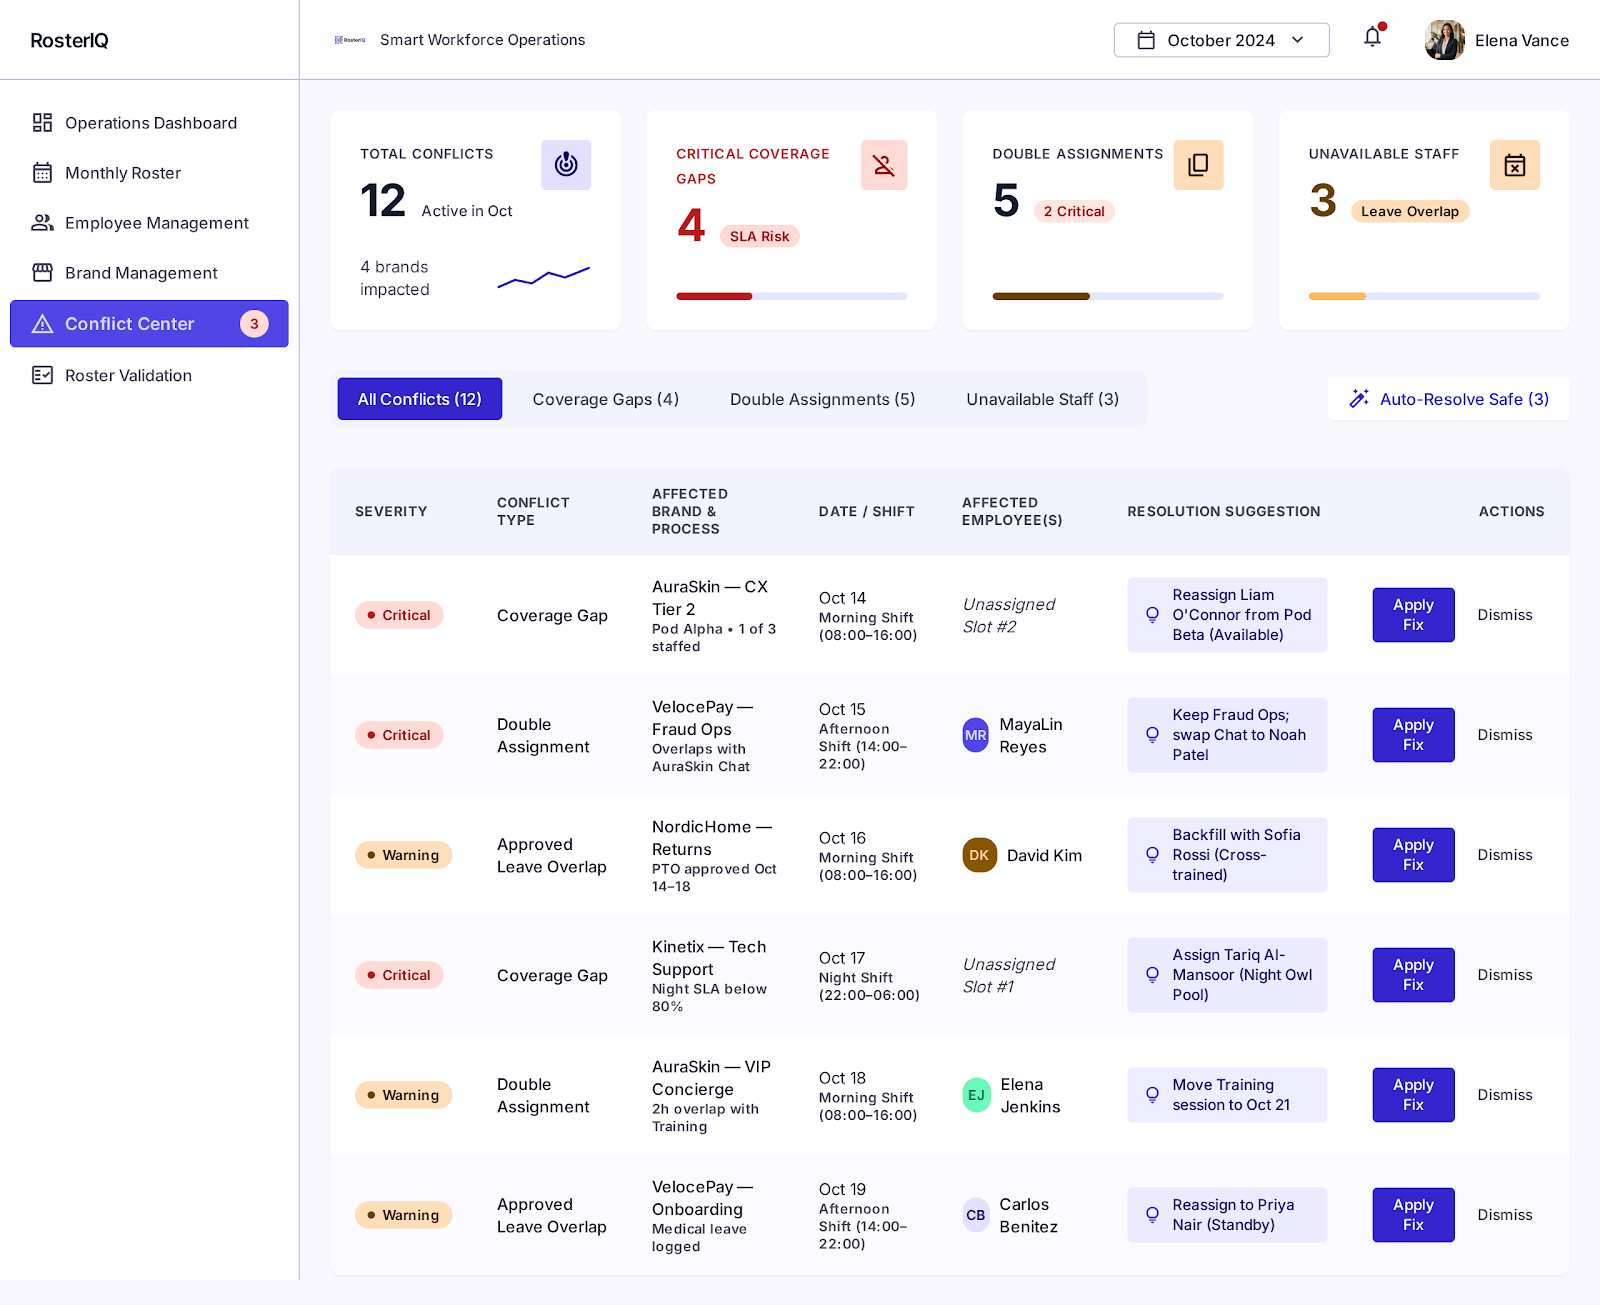 RosterIQ
RosterIQ
Smart Workforce Operations
October 2024
Elena Vance
Operations Dashboard
Monthly Roster
Employee Management
Brand Management
Conflict Center
3
Roster Validation
TOTAL CONFLICTS
12 Active in Oct
4 brands
impacted
CRITICAL COVERAGE
GAPS
4 SLA Risk
DOUBLE ASSIGNMENTS
5 2 Critical
UNAVAILABLE STAFF
3 Leave Overlap
All Conflicts (12)
Coverage Gaps (4)
Double Assignments (5)
Unavailable Staff (3)
Auto-Resolve Safe (3)
SEVERITY
CONFLICT
TYPE
AFFECTED
BRAND &
PROCESS
DATE / SHIFT
AFFECTED
EMPLOYEE(S)
RESOLUTION SUGGESTION
ACTIONS
Critical
Coverage Gap
AuraSkin — CX
Tier 2
Pod Alpha • 1 of 3
staffed
Oct 14
Morning Shift
(08:00–16:00)
Unassigned
Slot #2
Reassign Liam
O'Connor from Pod
Beta (Available)
Apply
Fix
Dismiss
Critical
Double
Assignment
VelocePay —
Fraud Ops
Overlaps with
AuraSkin Chat
Oct 15
Afternoon
Shift (14:00–
22:00)
MR
MayaLin
Reyes
Keep Fraud Ops;
swap Chat to Noah
Patel
Apply
Fix
Dismiss
Warning
Approved
Leave Overlap
NordicHome —
Returns
PTO approved Oct
14–18
Oct 16
Morning Shift
(08:00–16:00)
DK
David Kim
Backfill with Sofia
Rossi (Cross-
trained)
Apply
Fix
Dismiss
Critical
Coverage Gap
Kinetix — Tech
Support
Night SLA below
80%
Oct 17
Night Shift
(22:00–06:00)
Unassigned
Slot #1
Assign Tariq Al-
Mansoor (Night Owl
Pool)
Apply
Fix
Dismiss
Warning
Double
Assignment
AuraSkin — VIP
Concierge
2h overlap with
Training
Oct 18
Morning Shift
(08:00–16:00)
EJ
Elena
Jenkins
Move Training
session to Oct 21
Apply
Fix
Dismiss
Warning
Approved
Leave Overlap
VelocePay —
Onboarding
Medical leave
logged
Oct 19
Afternoon
Shift (14:00–
22:00)
CB
Carlos
Benitez
Reassign to Priya
Nair (Standby)
Apply
Fix
Dismiss